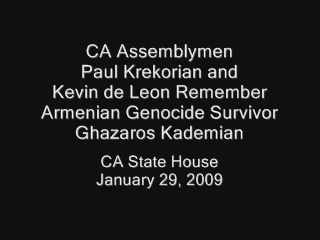 CA Assemblymen
Paul Krekorian and
Kevin de Leon Remember
Armenian Genocide Survivor
Ghazaros Kademian
CA State House
January 29, 2009